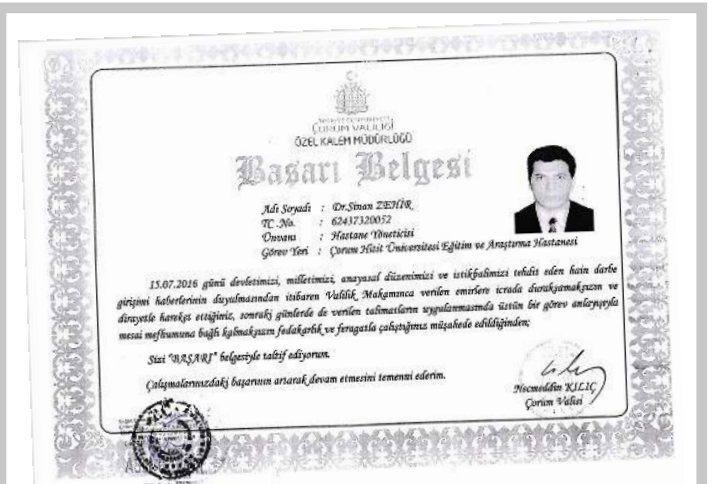 ÇORUM VALİLİĞİ
ÖZEL KALEM MÜDÜRLÜĞÜ
Başarı Belgesi
Adı Soyadı : Dr.Sinan ZEHİR
TC .No. : 62437320052
Ünvanı : Hastane Yöneticisi
Görev Yeri : Çorum Hitit Üniversitesi Eğitim ve Araştırma Hastanesi
15.07.2016 günü devletimizi, milletimizi, anayasal düzenimizi ve istikbalimizi tehdit eden hain darbe
girişimi haberlerinin duyulmasından itibaren Valilik Makamınca verilen emirlere icrada duraksamaksızın ve
dirayetle hareket ettiğiniz, sonraki günlerde de verilen talimatların uygulanmasında üstün bir görev anlayışıyla
mesai mefhumuna bağlı kalmaksızın fedakarlık ve feragatla çalıştığınız müşahede edildiğinden;
Sizi "BAŞARI" belgesiyle taltif ediyorum.
Çalışmalarınızdaki başarının artarak devam etmesini temenni ederim.
Necmeddin KILIÇ
Çorum Valisi